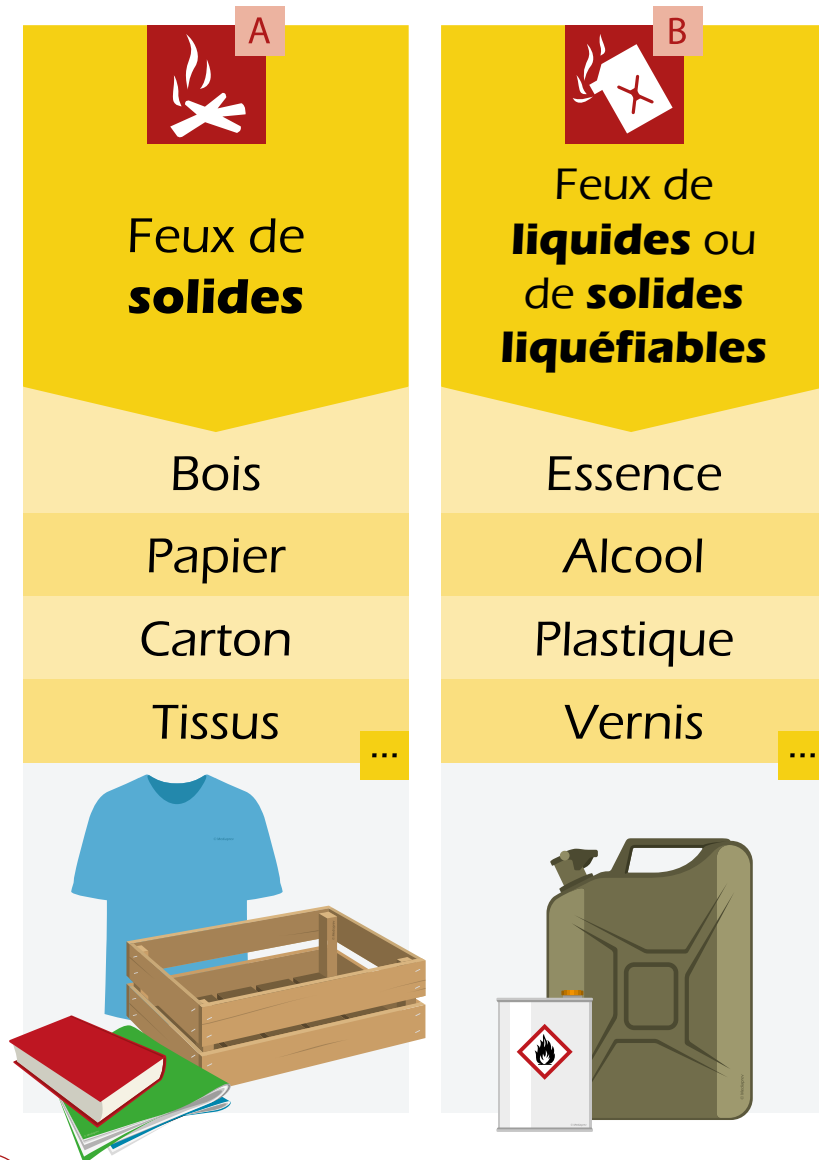 A
Feux de
solides
Bois
Papier
Carton
Tissus
...
B
Feux de
liquides ou
de solides
liquéfiables
Essence
Alcool
Plastique
Vernis
...